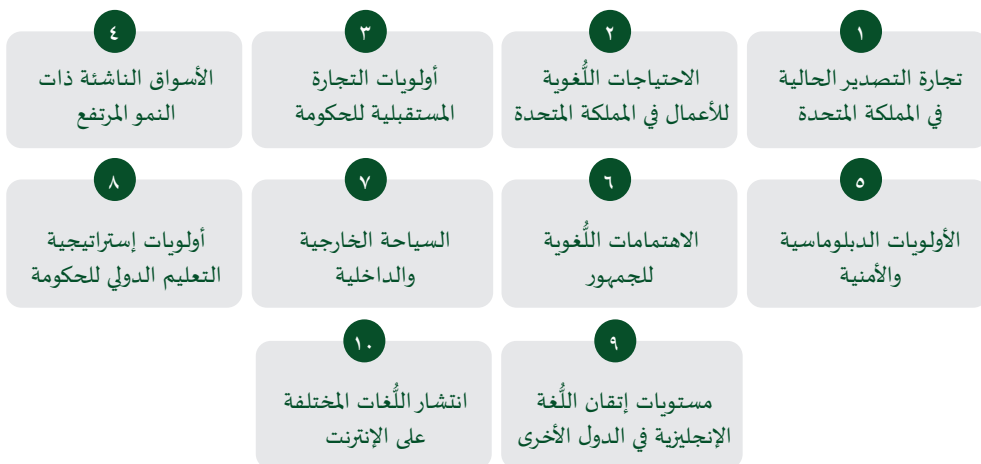 ١
تجارة التصدير الحالية
في المملكة المتحدة
٢
الاحتياجات اللُّغوية
للأعمال في المملكة المتحدة
٣
أولويات التجارة
المستقبلية للحكومة
٤
الأسواق الناشئة ذات
النمو المرتفع
٥
الأولويات الدبلوماسية
والأمنية
٦
الاهتمامات اللُّغوية
للجمهور
٧
السياحة الخارجية
والداخلية
٨
أولويات إستراتيجية
التعليم الدولي للحكومة
٩
مستويات إتقان اللُّغة
الإنجليزية في الدول الأخرى
١٠
انتشار اللُّغات المختلفة
على الإنترنت